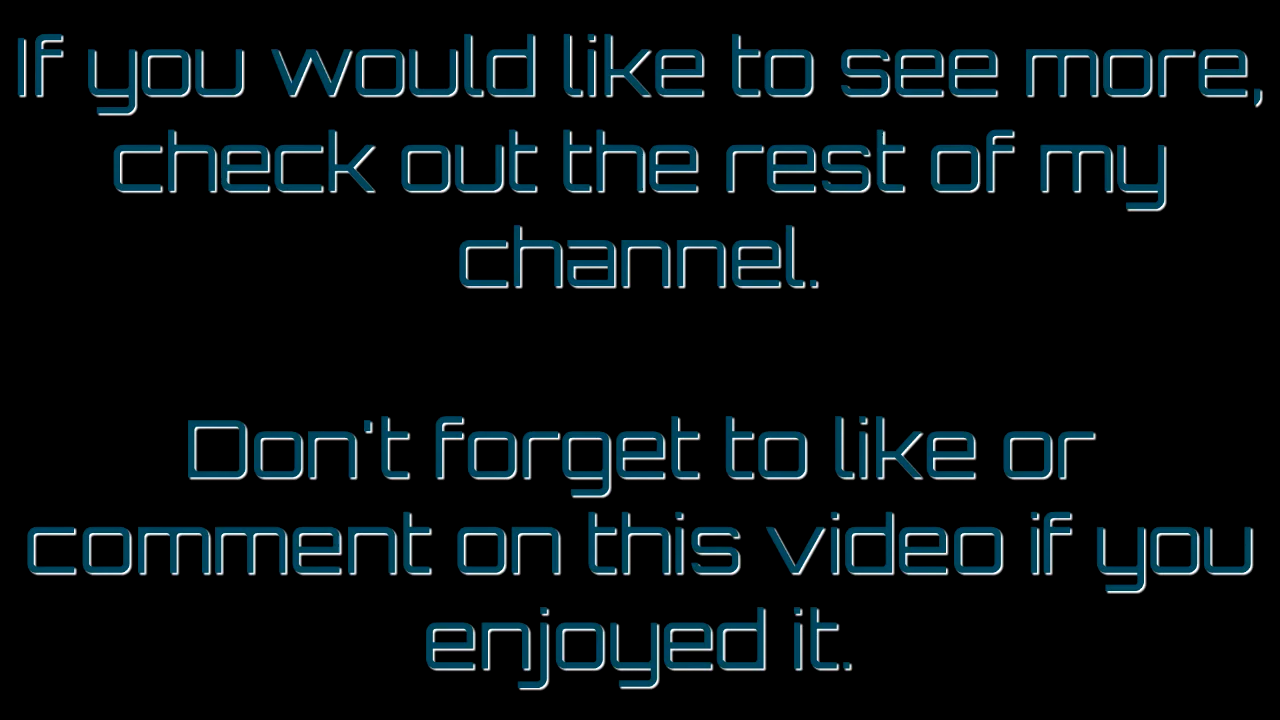 If you would like to see more,
check out the rest of my
channel.
Don't forget to like or
comment on this video if you
enjoyed it.